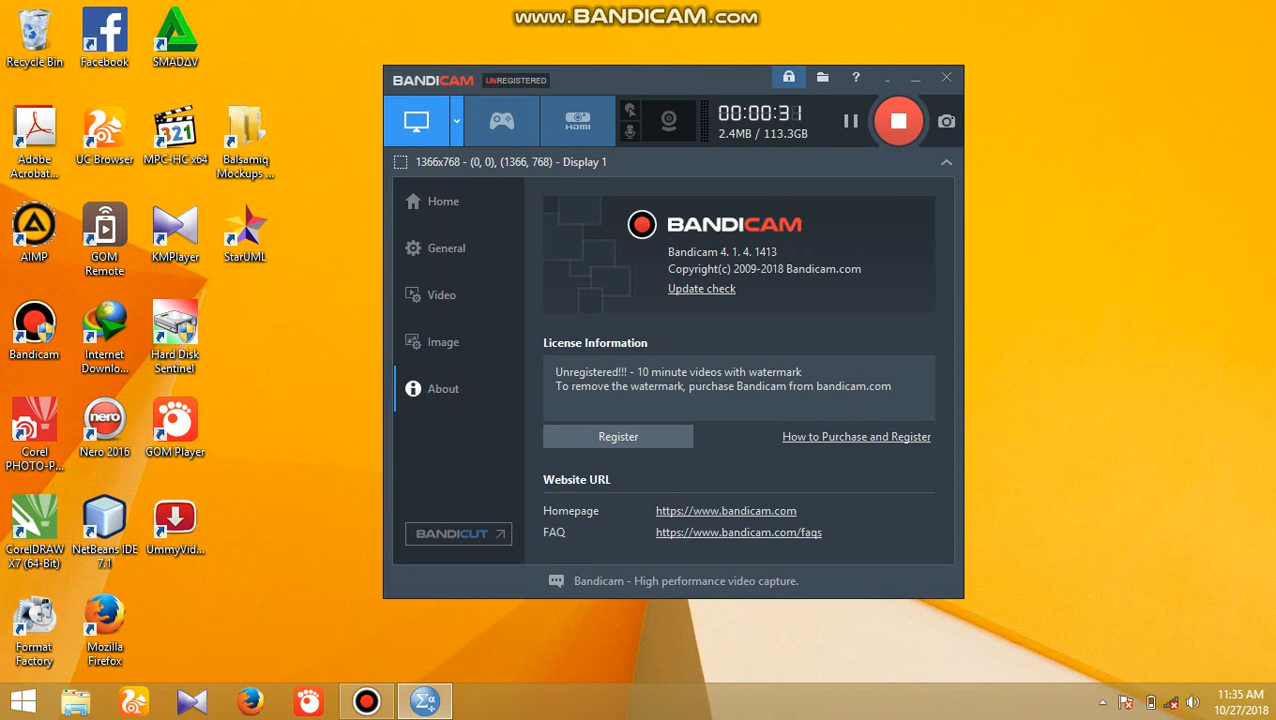 www.BANDICAM.com
Recycle Bin
Facebook
SMADΔV
Adobe
Acrobat...
UC Browser
MPC-HC x64
321
Balsamiq
Mockups ...
AIMP
GOM
Remote
KMPlayer
StarUML
Bandicam
Internet
Downlo...
Hard Disk
Sentinel
Corel
PHOTO-P...
nero
Nero 2016
GOM Player
CorelDRAW
X7 (64-Bit)
NetBeans IDE
7.1
UmmyVid...
Format
Factory
Mozilla
Firefox
BANDICAM UNREGISTERED
?
HDMI
00:00:31
2.4MB / 113.3GB
1366x768 - (0, 0), (1366, 768) - Display 1
Home
General
Video
Image
About
BANDICUT
BANDICAM
Bandicam 4. 1. 4. 1413
Copyright(c) 2009-2018 Bandicam.com
Update check
License Information
Unregistered!!! - 10 minute videos with watermark
To remove the watermark, purchase Bandicam from bandicam.com
Register
How to Purchase and Register
Website URL
Homepage https://www.bandicam.com
FAQ https://www.bandicam.com/faqs
Bandicam - High performance video capture.
Σα
11:35 AM
10/27/2018